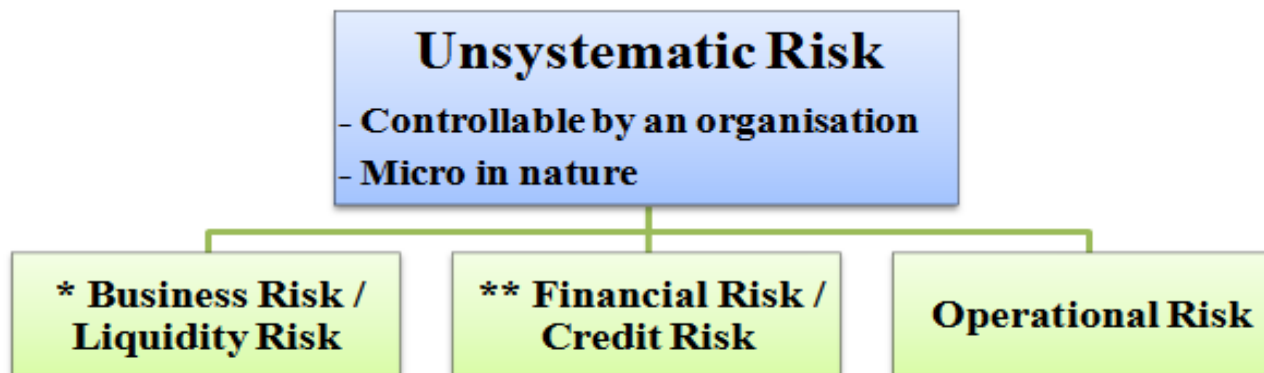 Unsystematic Risk
- Controllable by an organisation
- Micro in nature
* Business Risk /
Liquidity Risk
** Financial Risk /
Credit Risk
Operational Risk